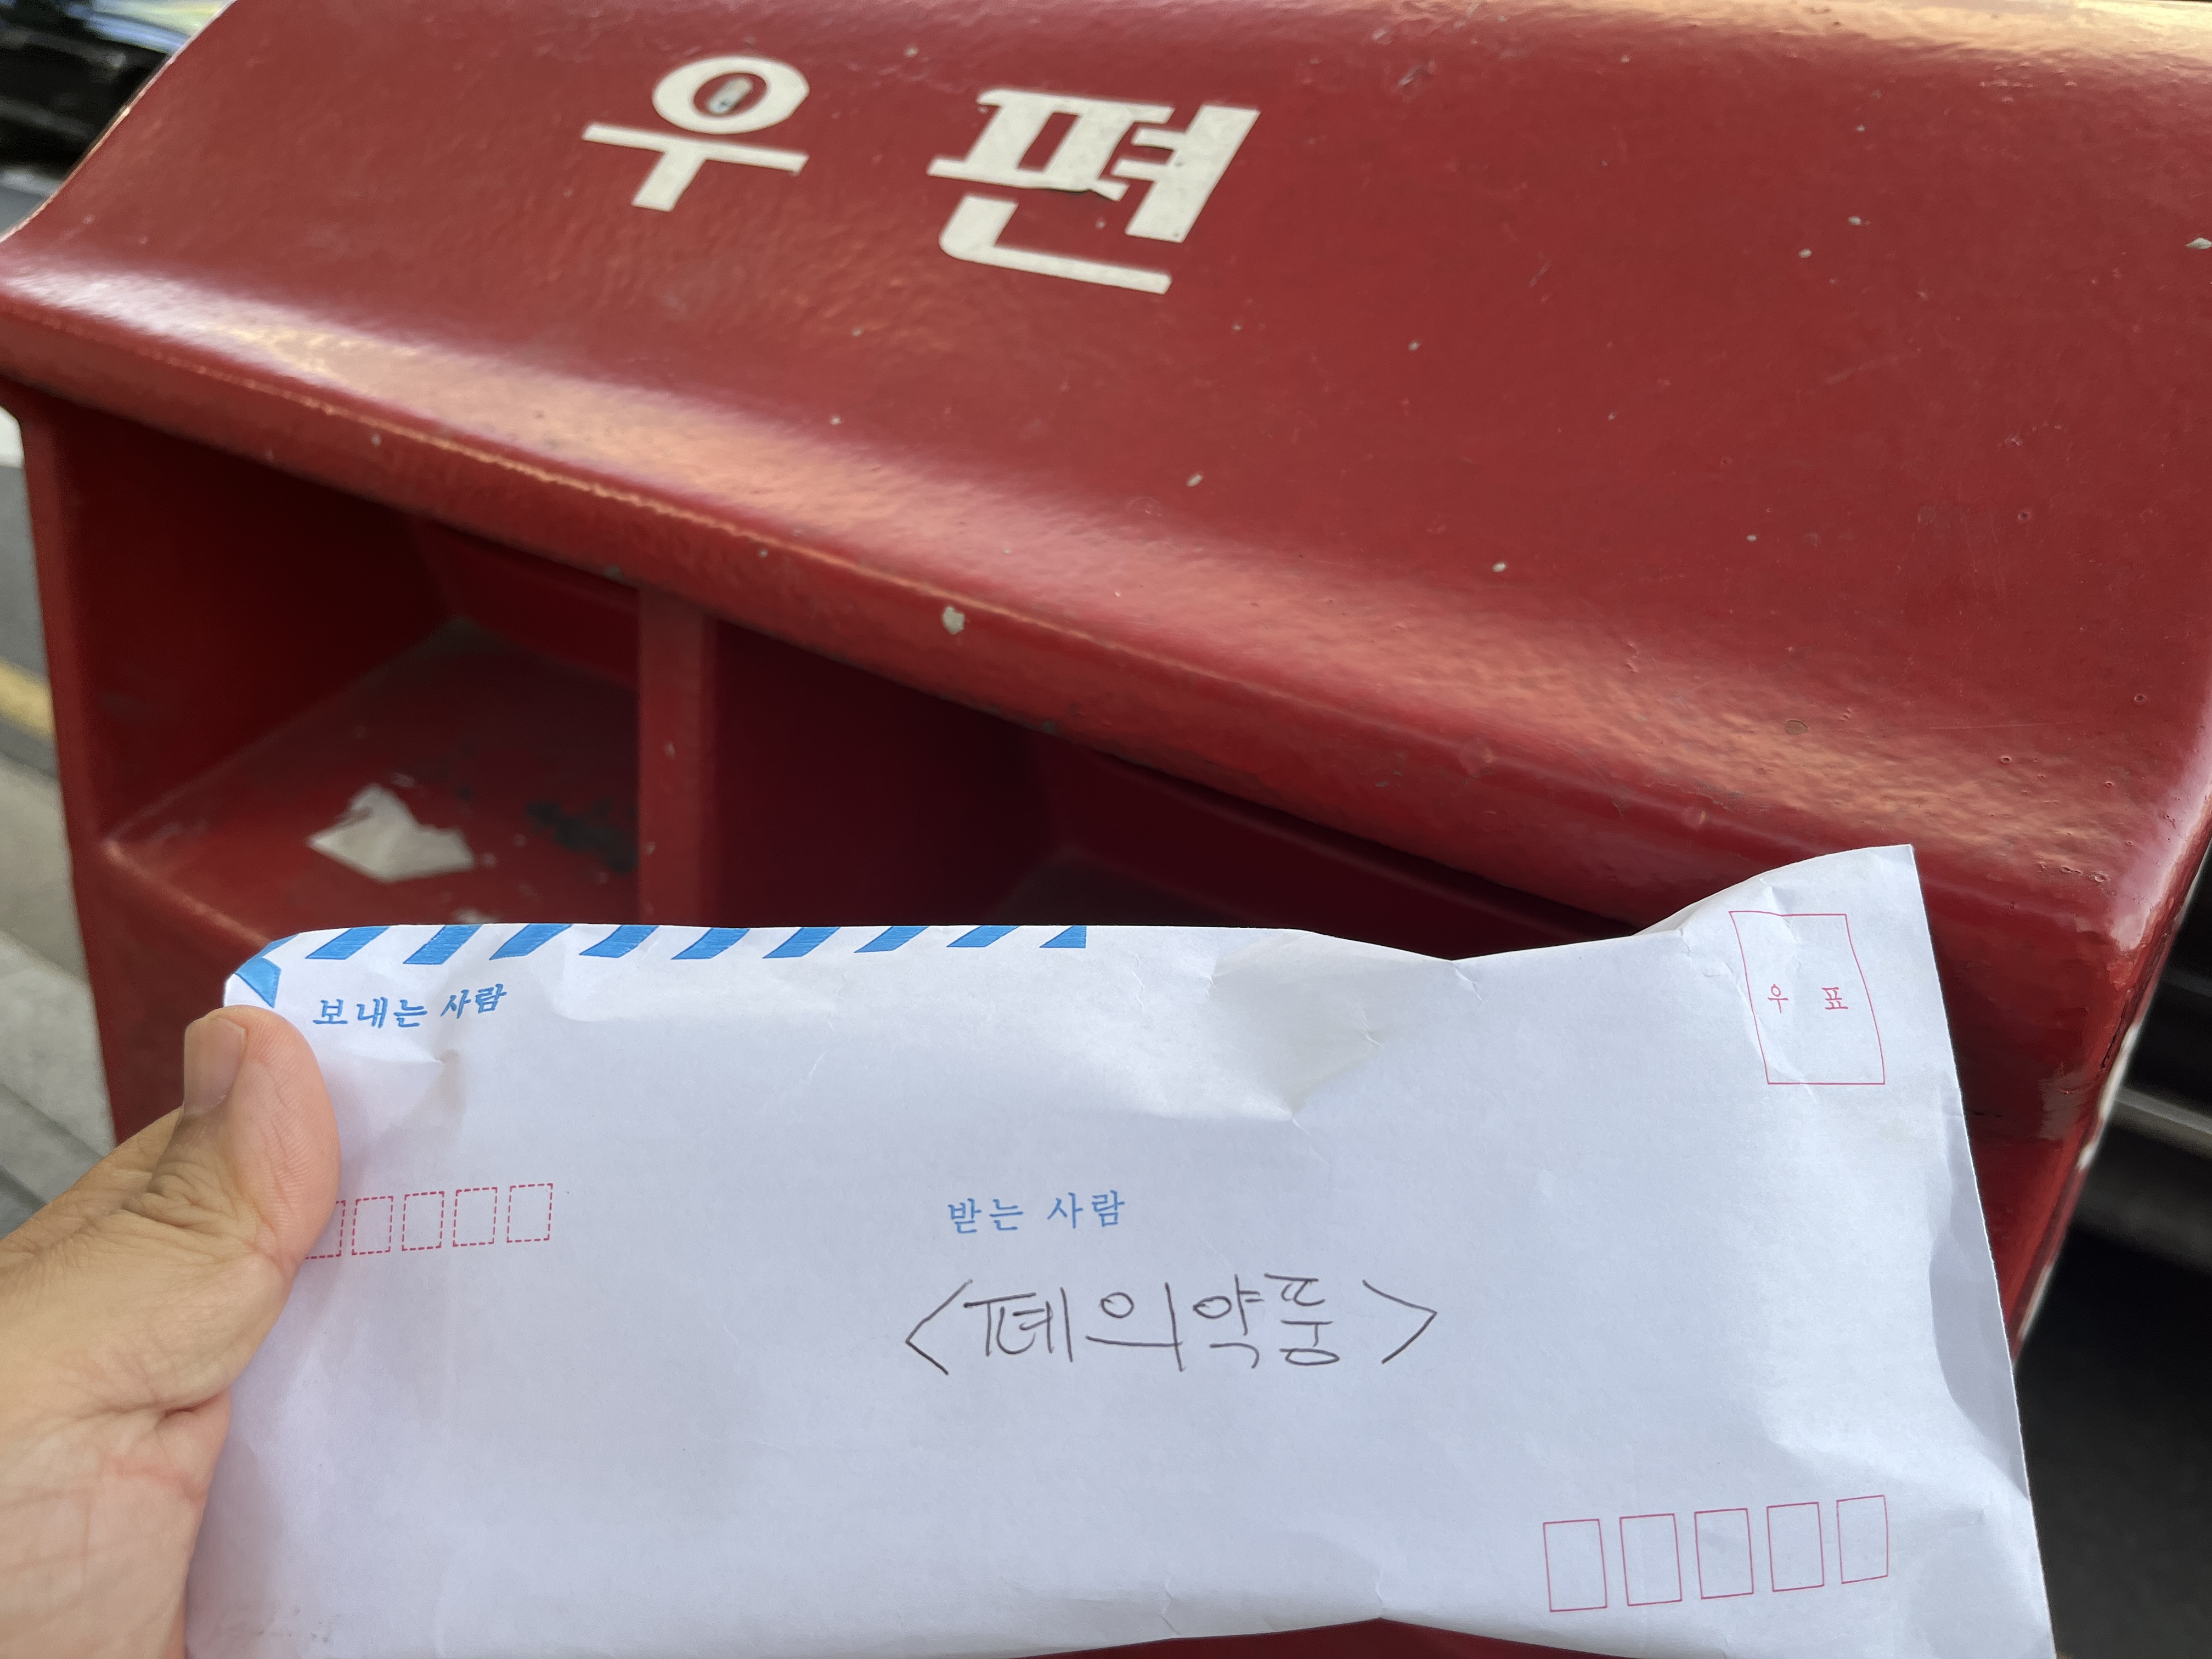 우편
보내는 사람
우 표
받는 사람
<폐의약품>